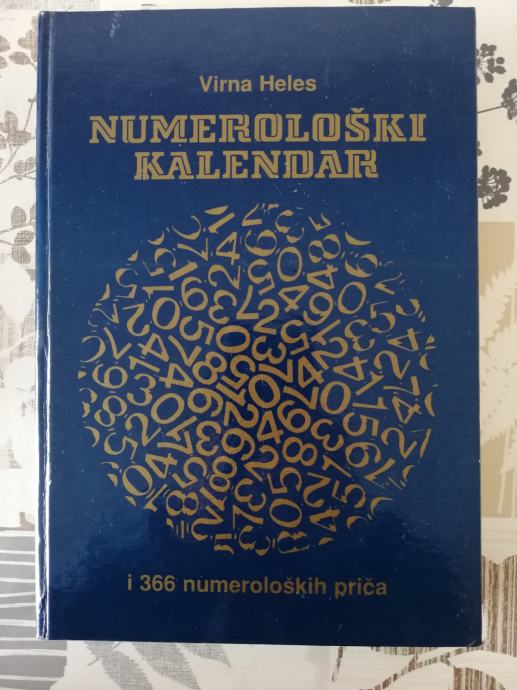 Virna Heles
NUMEROLOŠKI
KALENDAR
i 366 numeroloških priča